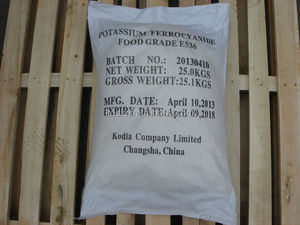 POTASSIUM FERROCYANIDE
FOOD GRADE E536
BATCH NO.: 20130410
NET WEIGHT: 25.0KGS
GROSS WEIGHT:25.1KGS
MFG. DATE: April 10,2013
EXPIRY DATE:April 09,2018
Kodia Company Limited
Changsha, China